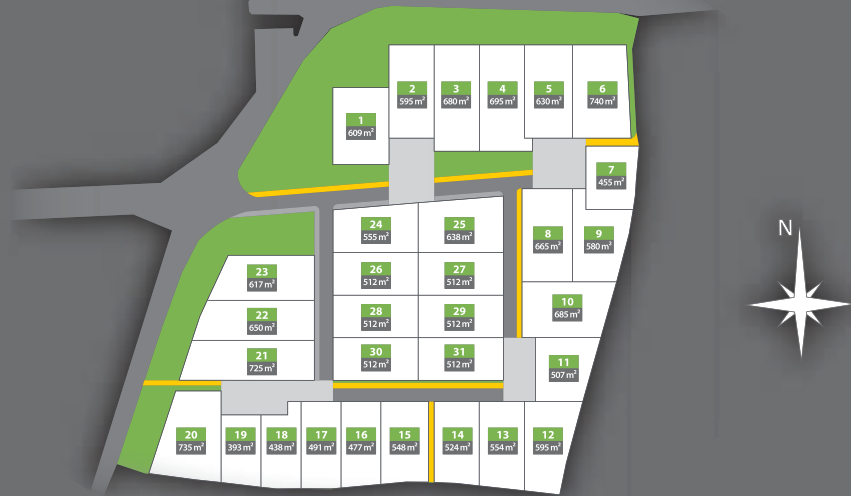 1
609 m²
2
595 m²
3
680 m²
4
695 m²
5
630 m²
6
740 m²
7
455 m²
8
665 m²
9
580 m²
10
685 m²
11
507 m²
12
595 m²
13
554 m²
14
524 m²
15
548 m²
16
477 m²
17
491 m²
18
438 m²
19
393 m²
20
735 m²
21
725 m²
22
650 m²
23
617 m²
24
555 m²
25
638 m²
26
512 m²
27
512 m²
28
512 m²
29
512 m²
30
512 m²
31
512 m²
N